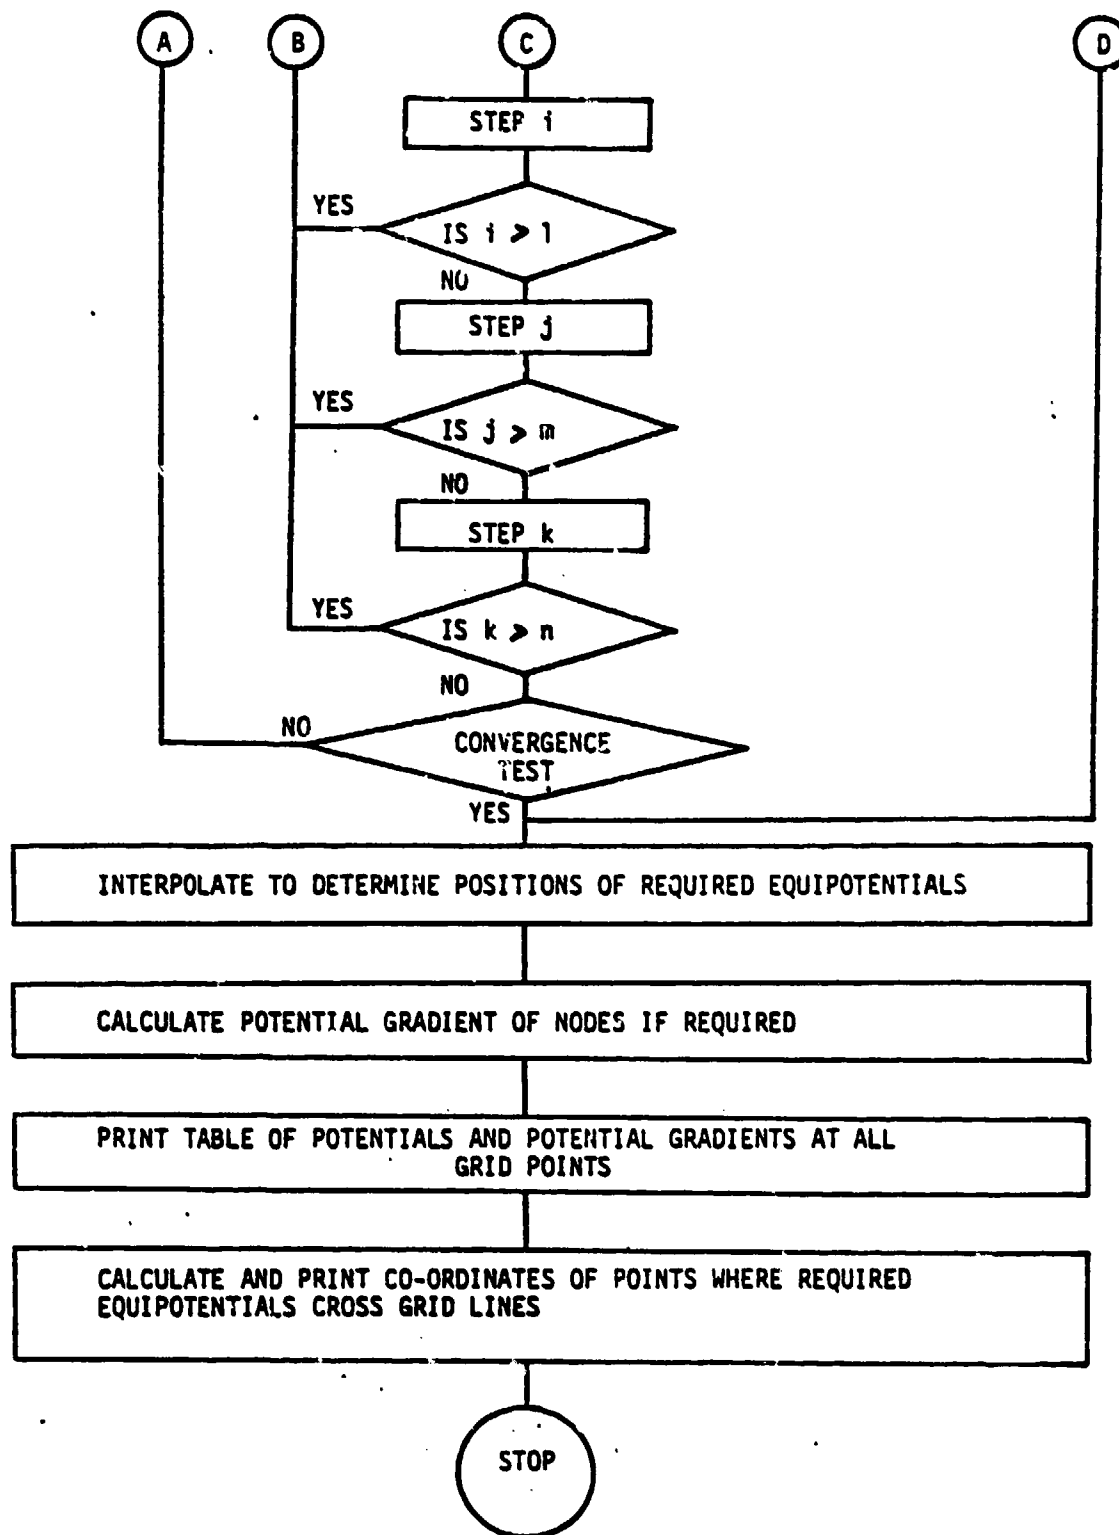 A B C D
STEP i
YES
IS i > l
NO
STEP j
YES
IS j > m
NO
STEP k
YES
IS k > n
NO
NO
CONVERGENCE
TEST
YES
INTERPOLATE TO DETERMINE POSITIONS OF REQUIRED EQUIPOTENTIALS
CALCULATE POTENTIAL GRADIENT OF NODES IF REQUIRED
PRINT TABLE OF POTENTIALS AND POTENTIAL GRADIENTS AT ALL
GRID POINTS
CALCULATE AND PRINT CO-ORDINATES OF POINTS WHERE REQUIRED
EQUIPOTENTIALS CROSS GRID LINES
STOP